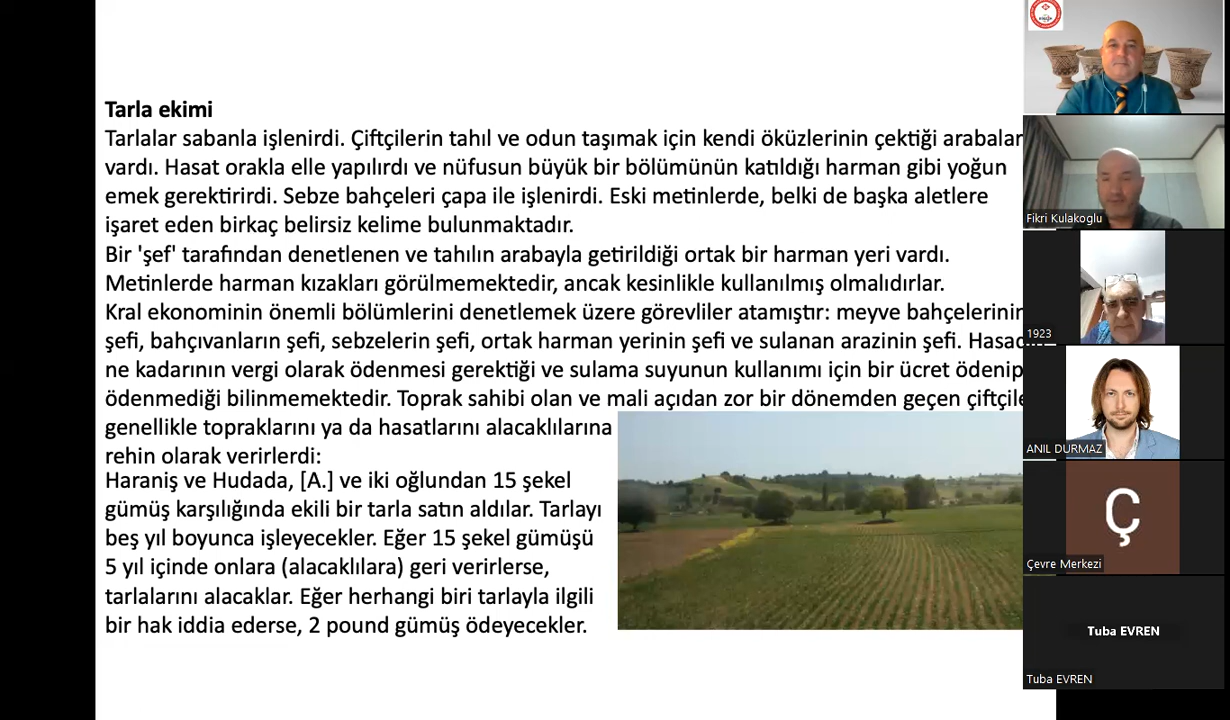 Tarla ekimi
Tarlalar sabanla işlenirdi. Çiftçilerin tahıl ve odun taşımak için kendi öküzlerinin çektiği arabalar
vardı. Hasat orakla elle yapılırdı ve nüfusun büyük bir bölümünün katıldığı harman gibi yoğun
emek gerektirirdi. Sebze bahçeleri çapa ile işlenirdi. Eski metinlerde, belki de başka aletlere
işaret eden birkaç belirsiz kelime bulunmaktadır.
Bir 'şef' tarafından denetlenen ve tahılın arabayla getirildiği ortak bir harman yeri vardı.
Metinlerde harman kızakları görülmemektedir, ancak kesinlikle kullanılmış olmalıdırlar.
Kral ekonominin önemli bölümlerini denetlemek üzere görevliler atamıştır: meyve bahçelerinin
şefi, bahçıvanların şefi, sebzelerin şefi, ortak harman yerinin şefi ve sulanan arazinin şefi.
ne kadarının vergi olarak ödenmesi gerektiği ve sulama suyunun kullanımı için bir ücret ödenip
ödenmediği bilinmemektedir. Toprak sahibi olan ve mali açıdan zor bir dönemden geçen
genellikle topraklarını ya da hasatlarını alacaklılarına
rehin olarak verirlerdi:
Haraniş ve Hudada, [A.] ve iki oğlundan 15 şekel
gümüş karşılığında ekili bir tarla satın aldılar. Tarlayı
beş yıl boyunca işleyecekler. Eğer 15 şekel gümüşü
5 yıl içinde onlara (alacaklılara) geri verirlerse,
tarlalarını alacaklar. Eğer herhangi biri tarlayla ilgili
bir hak iddia ederse, 2 pound gümüş ödeyecekler.
Fikri Kulakoglu
1923
ANIL DURMAZ
Ç
Çevre Merkezi
Tuba EVREN
Tuba EVREN